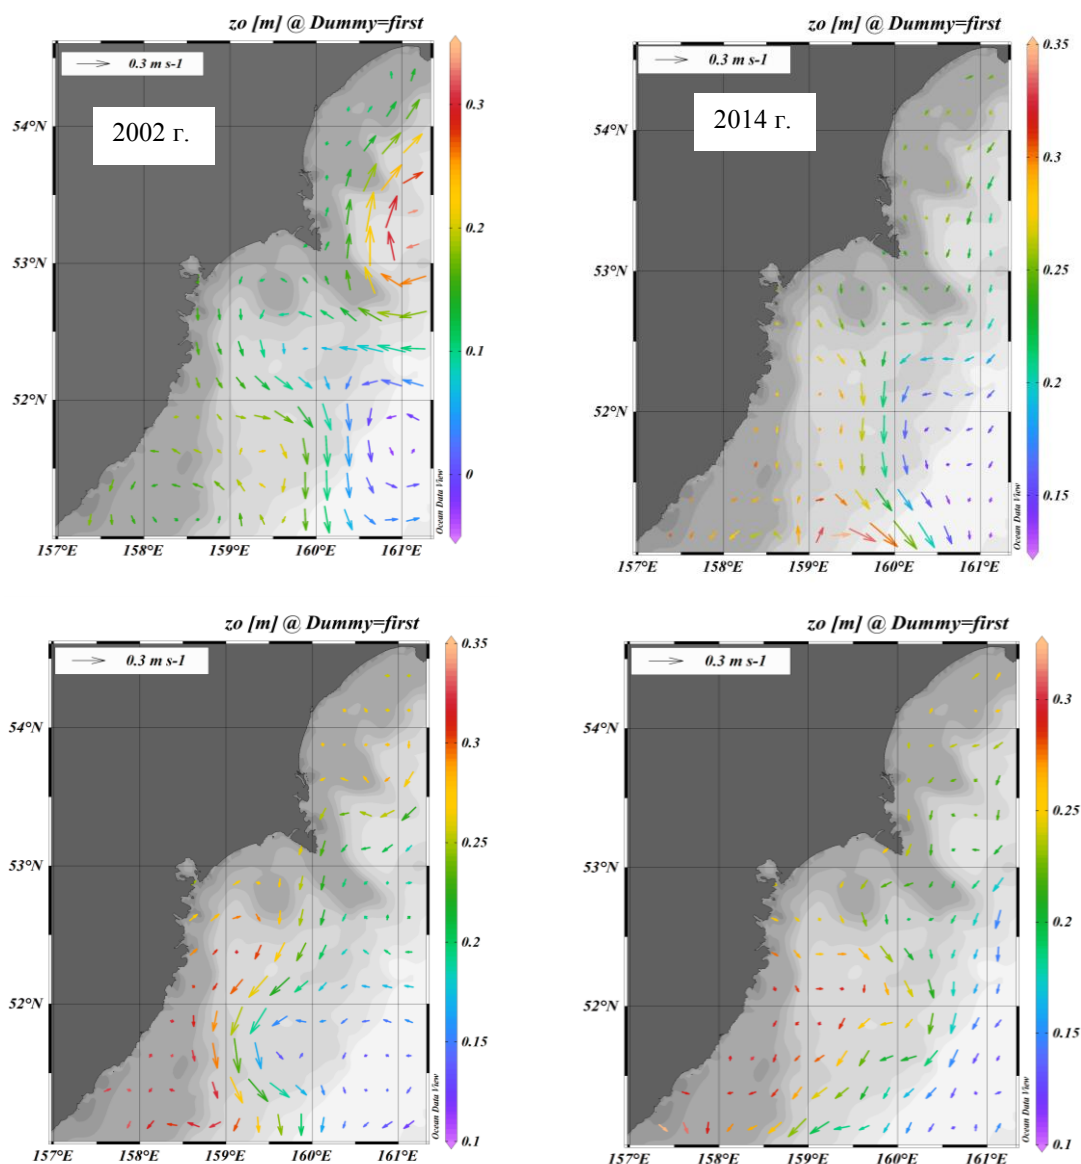 zo [m] @ Dummy=first
0.3 m s-1
2002 г.
54°N
53°N
52°N
157°E 158°E 159°E 160°E 161°E
0.3
0.2
0.1
0
Ocean Data View
zo [m] @ Dummy=first
0.3 m s-1
2014 г.
54°N
53°N
52°N
157°E 158°E 159°E 160°E 161°E
0.35
0.3
0.25
0.2
0.15
Ocean Data View
zo [m] @ Dummy=first
0.3 m s-1
54°N
53°N
52°N
157°E 158°E 159°E 160°E 161°E
0.35
0.3
0.25
0.2
0.15
0.1
Ocean Data View
zo [m] @ Dummy=first
0.3 m s-1
54°N
53°N
52°N
157°E 158°E 159°E 160°E 161°E
0.3
0.25
0.2
0.15
0.1
Ocean Data View